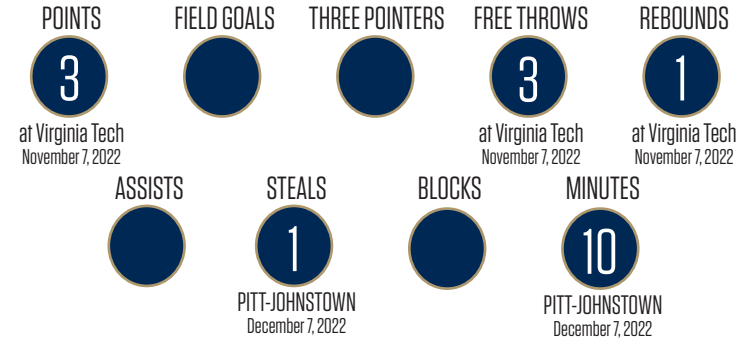 POINTS FIELD GOALS THREE POINTERS FREE THROWS REBOUNDS
3 3 1
at Virginia Tech at Virginia Tech at Virginia Tech
November 7, 2022 November 7, 2022 November 7, 2022
ASSISTS STEALS BLOCKS MINUTES
1 10
PITT-JOHNSTOWN PITT-JOHNSTOWN
December 7, 2022 December 7, 2022